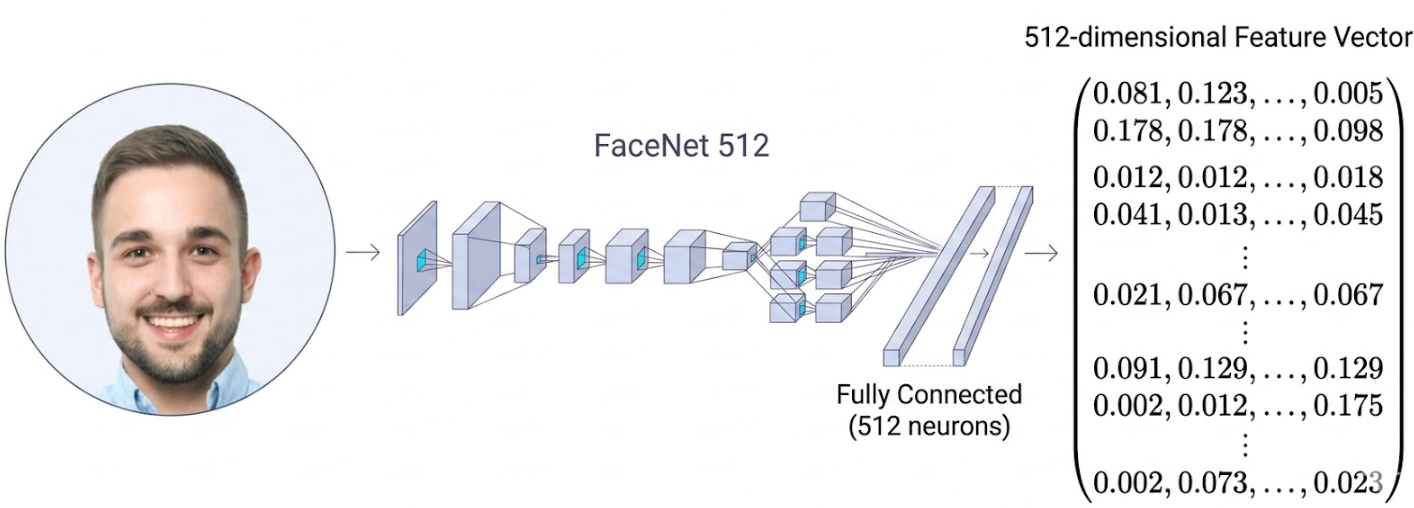 512-dimensional Feature Vector
FaceNet 512
0.081, 0.123, ..., 0.005
0.178, 0.178, ..., 0.098
0.012, 0.012, ..., 0.018
0.041, 0.013, ..., 0.045
⋮
0.021, 0.067, ..., 0.067
⋮
0.091, 0.129, ..., 0.129
0.002, 0.012, ..., 0.175
⋮
0.002, 0.073, ..., 0.023
Fully Connected
(512 neurons)